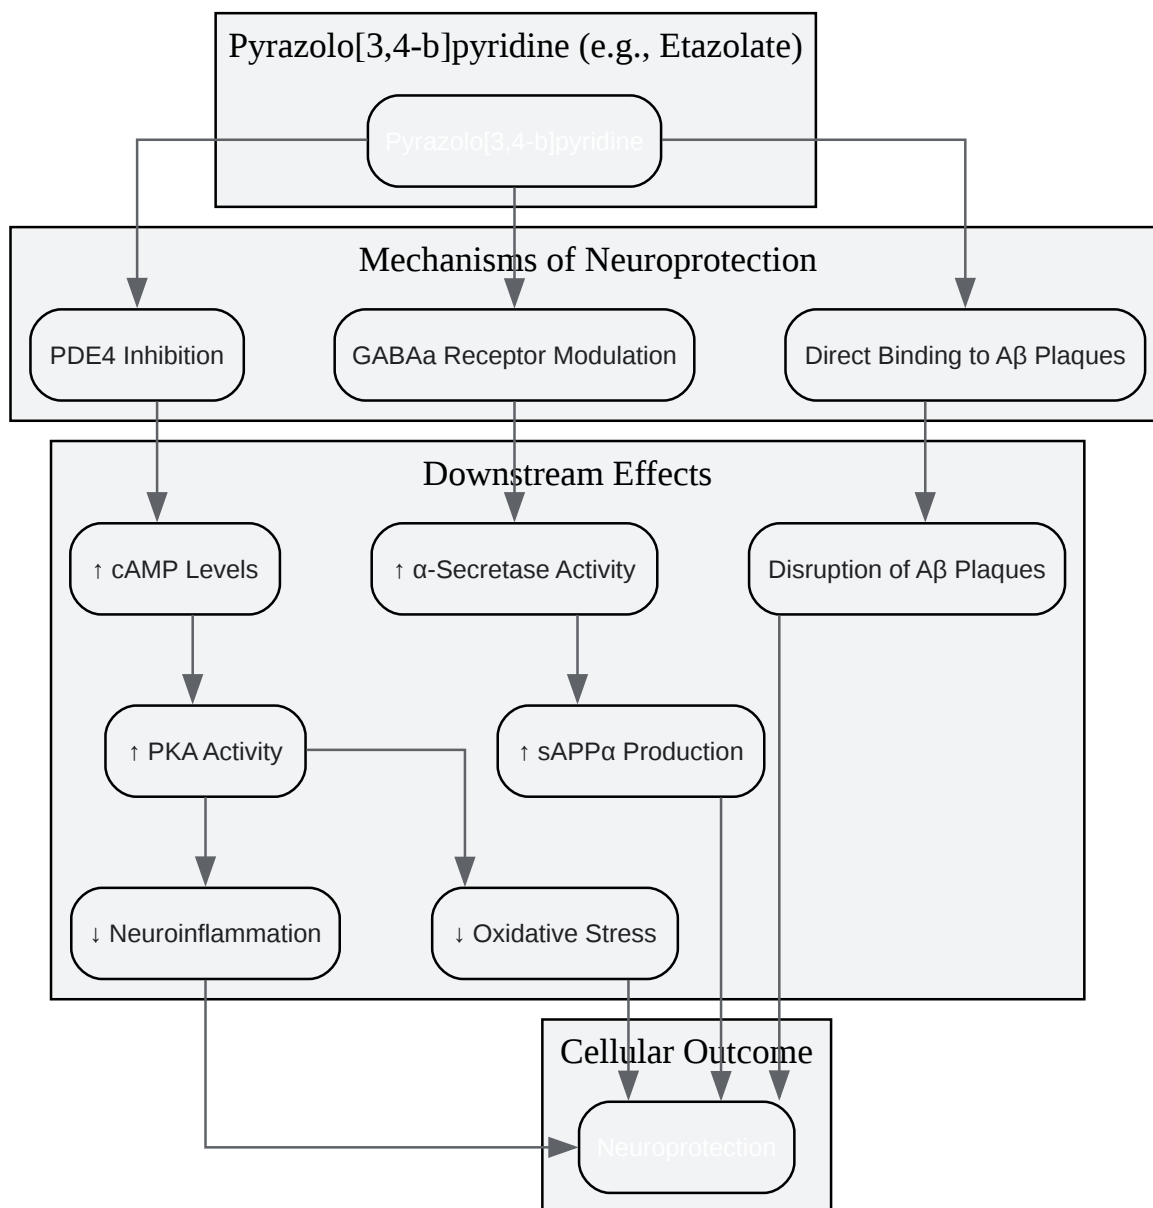 Pyrazolo[3,4-b]pyridine (e.g., Etazolate)
Pyrazolo[3,4-b]pyridine
Mechanisms of Neuroprotection
PDE4 Inhibition
GABAa Receptor Modulation
Direct Binding to Aβ Plaques
Downstream Effects
↑ cAMP Levels
↑ α-Secretase Activity
Disruption of Aβ Plaques
↑ PKA Activity
↑ sAPPα Production
↓ Neuroinflammation
↓ Oxidative Stress
Cellular Outcome
Neuroprotection